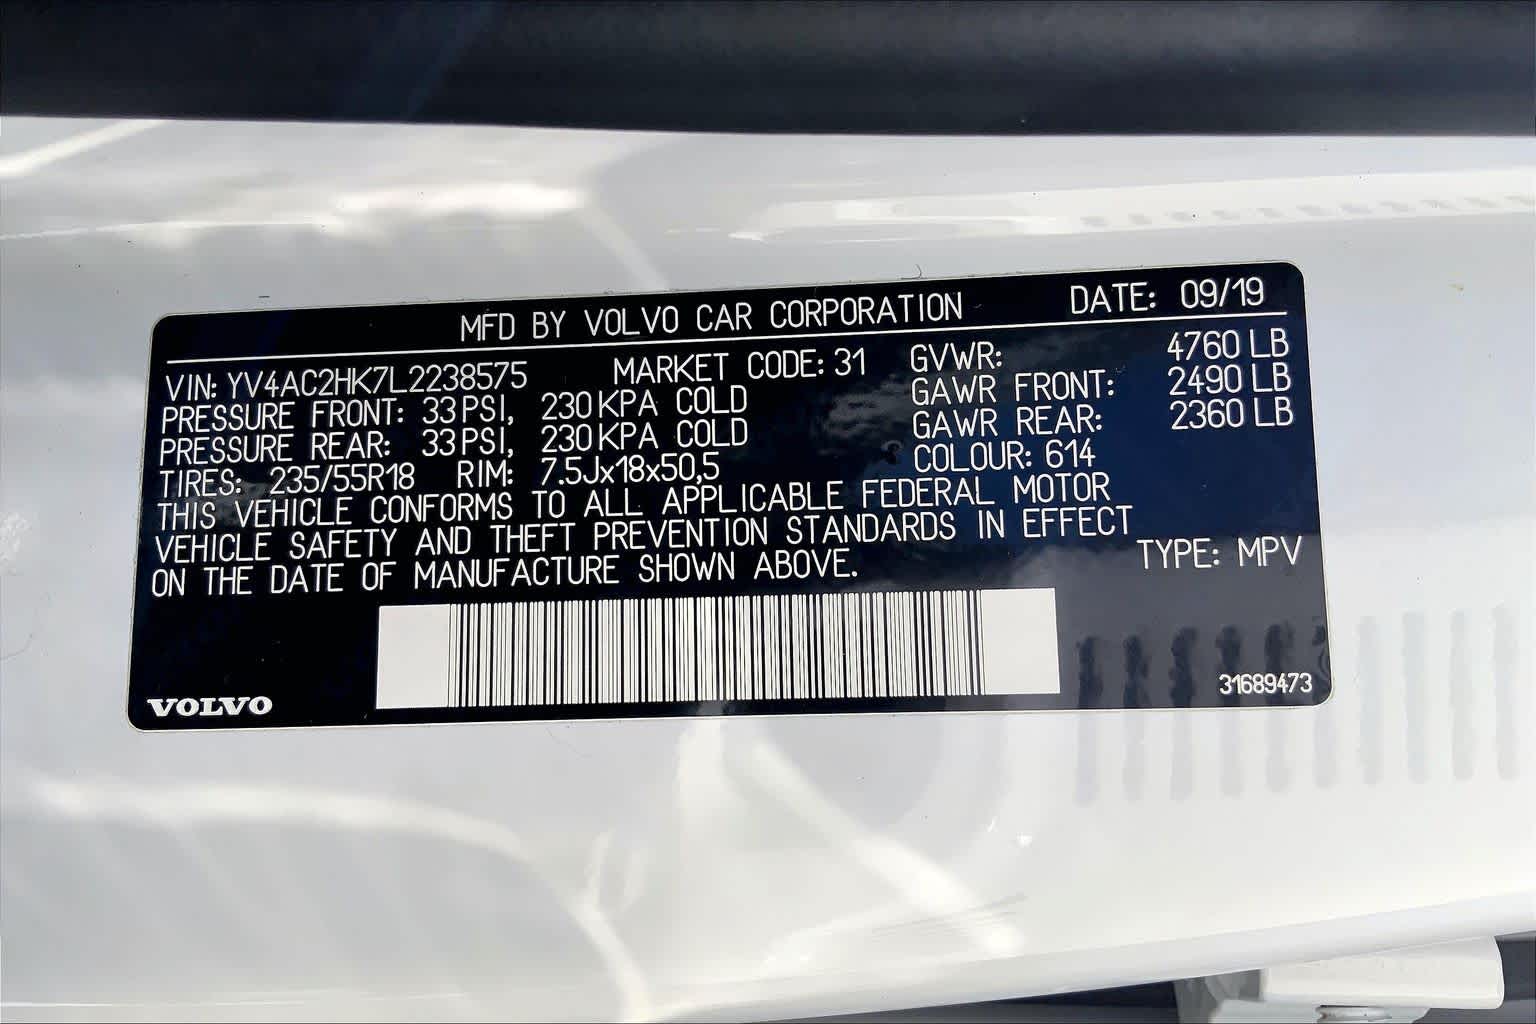 MFD BY VOLVO CAR CORPORATION DATE: 09/19
VIN: YV4AC2HK7L2238575 MARKET CODE: 31 GVWR: 4760 LB
PRESSURE FRONT: 33 PSI, 230 KPA COLD GAWR FRONT: 2490 LB
PRESSURE REAR: 33 PSI, 230 KPA COLD GAWR REAR: 2360 LB
TIRES: 235/55R18 RIM: 7.5Jx18x50,5 COLOUR: 614
THIS VEHICLE CONFORMS TO ALL APPLICABLE FEDERAL MOTOR
VEHICLE SAFETY AND THEFT PREVENTION STANDARDS IN EFFECT
ON THE DATE OF MANUFACTURE SHOWN ABOVE. TYPE: MPV
VOLVO 31689473